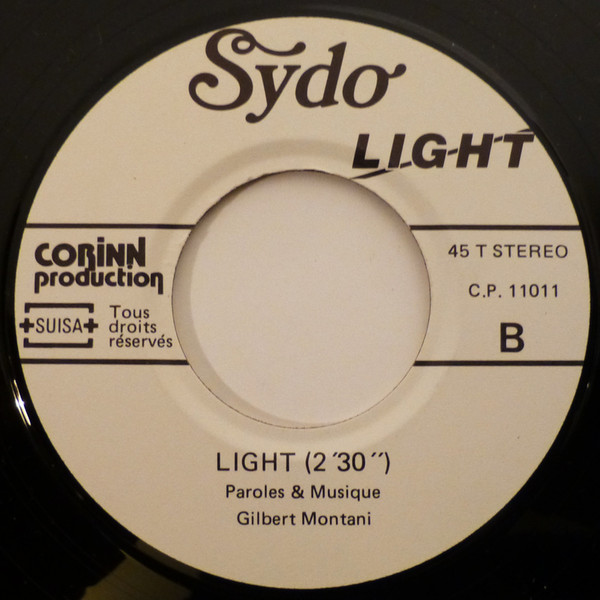 Sydo
LIGHT
CORINN
production
+SUISA+
Tous
droits
réservés
45 T STEREO
C.P. 11011
B
LIGHT (2´30´´)
Paroles & Musique
Gilbert Montani